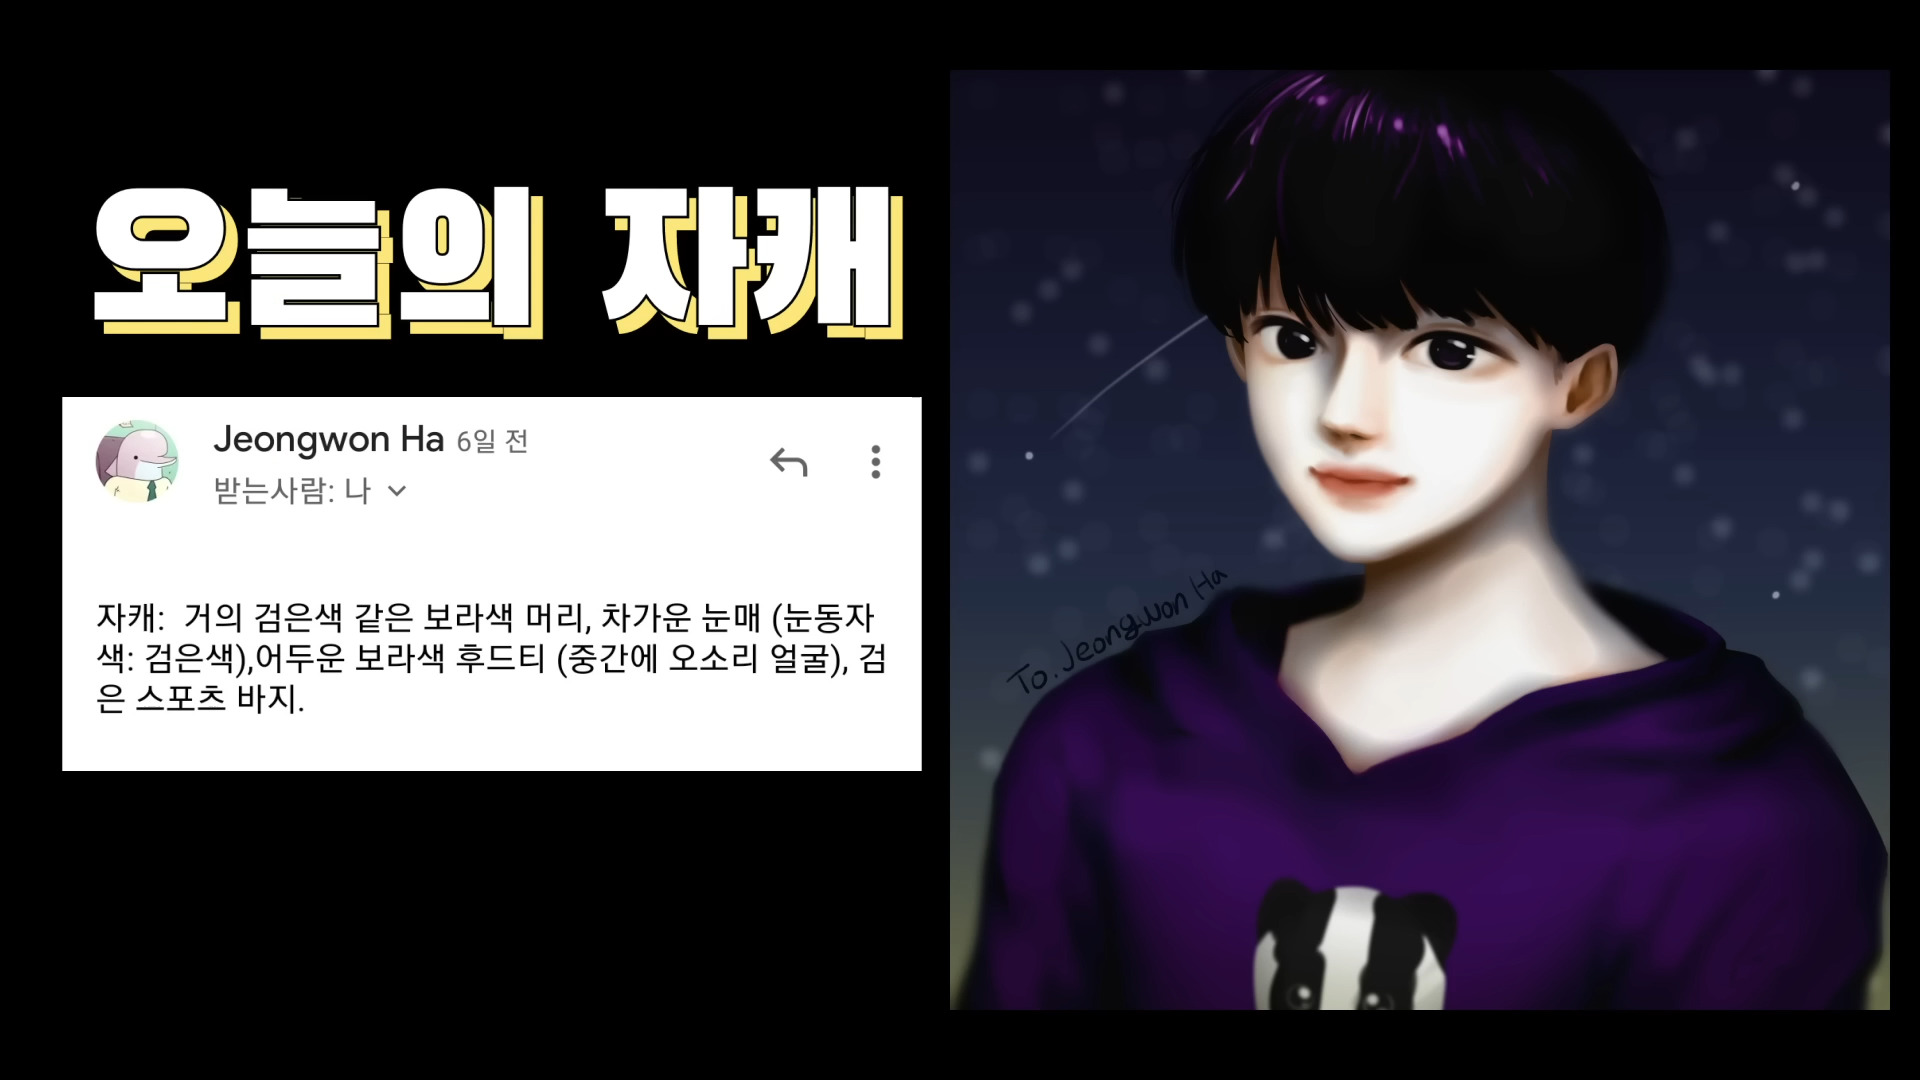 오늘의 자캐
Jeongwon Ha 6일 전
받는사람: 나
자캐: 거의 검은색 같은 보라색 머리, 차가운 눈매 (눈동자
색: 검은색),어두운 보라색 후드티 (중간에 오소리 얼굴), 검
은 스포츠 바지.
To. Jeongwon Ha